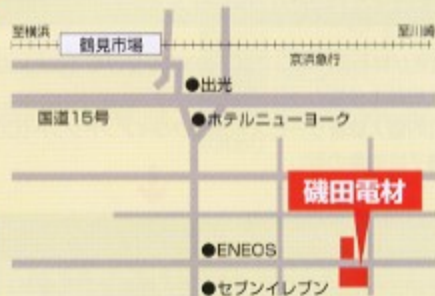 至横浜
至川崎
鶴見市場
京浜急行
●出光
国道15号
●ホテルニューヨーク
磯田電材
●ENEOS
●セブンイレブン